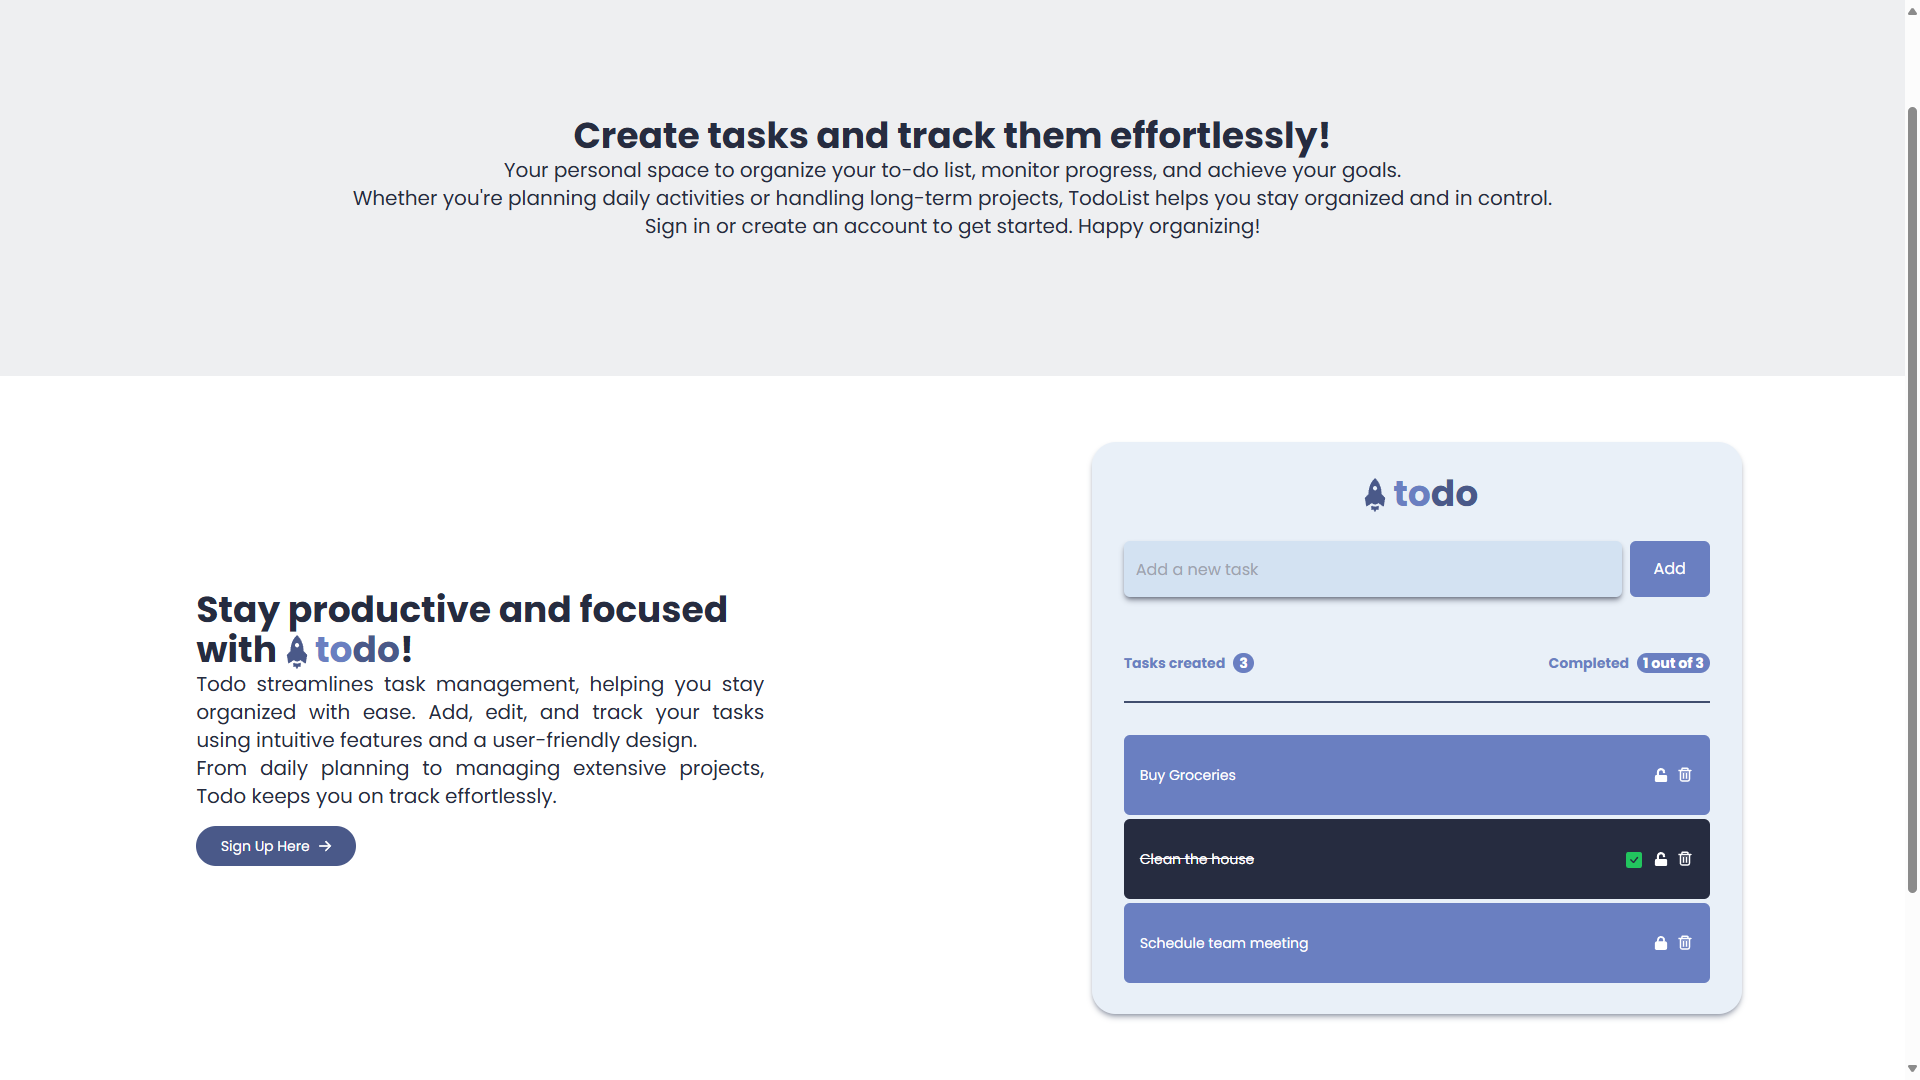 Create tasks and track them effortlessly!
Your personal space to organize your to-do list, monitor progress, and achieve your goals.
Whether you're planning daily activities or handling long-term projects, TodoList helps you stay organized and in control.
Sign in or create an account to get started. Happy organizing!
Stay productive and focused
with todo!
Todo streamlines task management, helping you stay
organized with ease. Add, edit, and track your tasks
using intuitive features and a user-friendly design.
From daily planning to managing extensive projects,
Todo keeps you on track effortlessly.
Sign Up Here
todo
Add a new task
Add
Tasks created 3
Completed 1 out of 3
Buy Groceries
Clean the house
Schedule team meeting